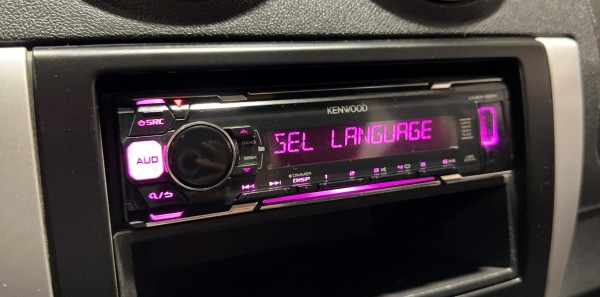 KENWOOD
SRC
SEL LANGUAGE
AUD
DIMMER
DISP 1 2 3 4 5 6